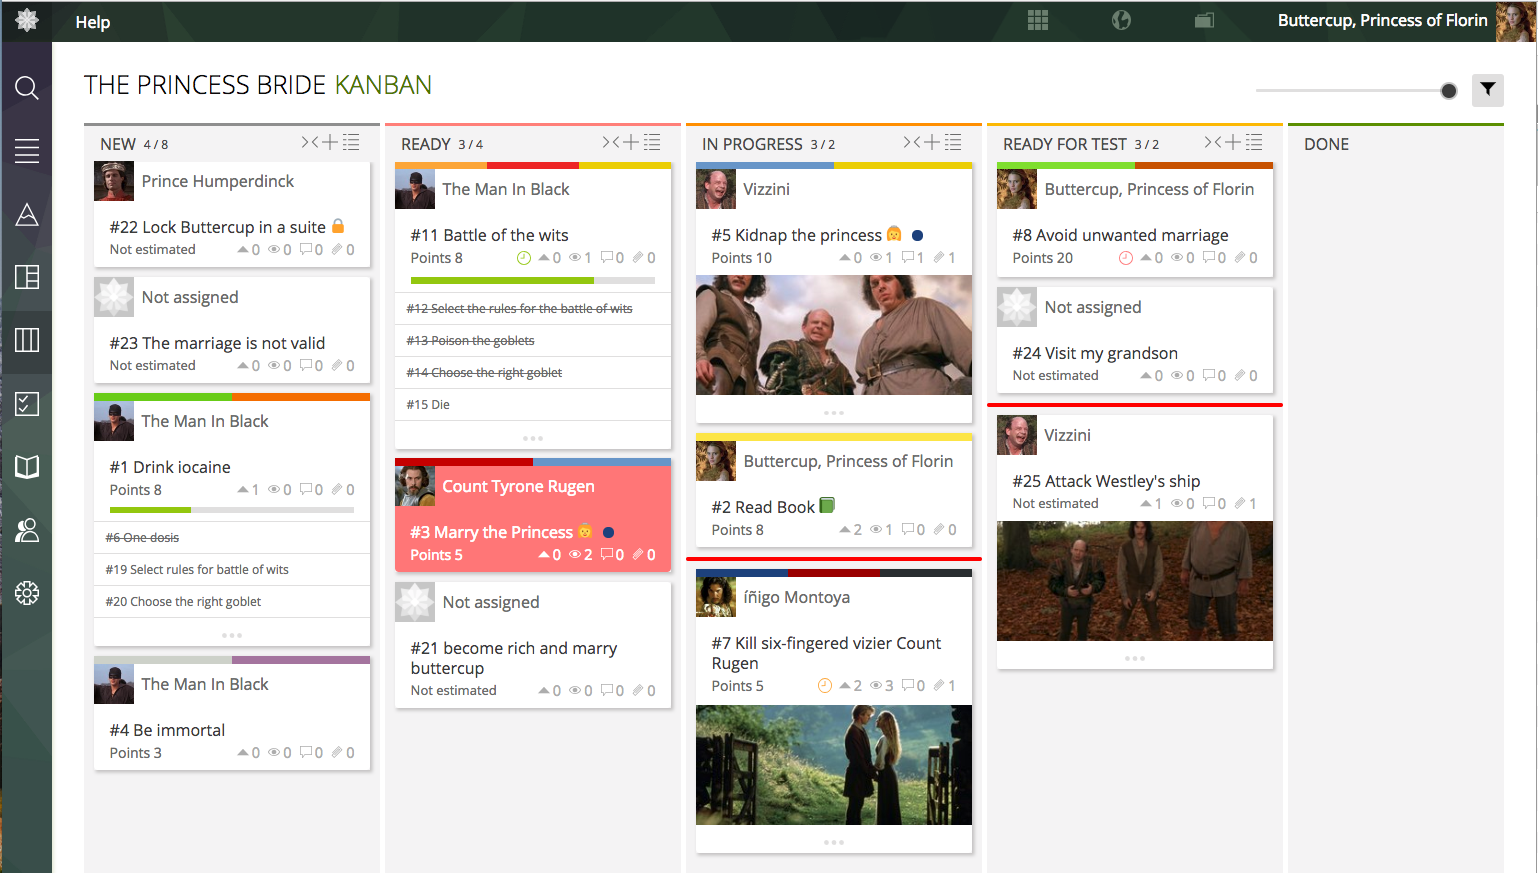 Help
Buttercup, Princess of Florin
THE PRINCESS BRIDE KANBAN
NEW 4 / 8
Prince Humperdinck
#22 Lock Buttercup in a suite
Not estimated 0 0 0 0
Not assigned
#23 The marriage is not valid
Not estimated 0 0 0 0
The Man In Black
#1 Drink iocaine
Points 8 1 0 0 0
#6 One dosis
#19 Select rules for battle of wits
#20 Choose the right goblet
The Man In Black
#4 Be immortal
Points 3 0 0 0 0
READY 3 / 4
The Man In Black
#11 Battle of the wits
Points 8 0 1 0 0
#12 Select the rules for the battle of wits
#13 Poison the goblets
#14 Choose the right goblet
#15 Die
Count Tyrone Rugen
#3 Marry the Princess
Points 5 0 2 0 0
Not assigned
#21 become rich and marry
buttercup
Not estimated 0 0 0 0
IN PROGRESS 3 / 2
Vizzini
#5 Kidnap the princess
Points 10 0 1 1 1
Buttercup, Princess of Florin
#2 Read Book
Points 8 2 1 0 0
íñigo Montoya
#7 Kill six-fingered vizier Count
Rugen
Points 5 2 3 0 1
READY FOR TEST 3 / 2
Buttercup, Princess of Florin
#8 Avoid unwanted marriage
Points 20 0 0 0 0
Not assigned
#24 Visit my grandson
Not estimated 0 0 0 0
Vizzini
#25 Attack Westley's ship
Not estimated 1 0 0 1
DONE